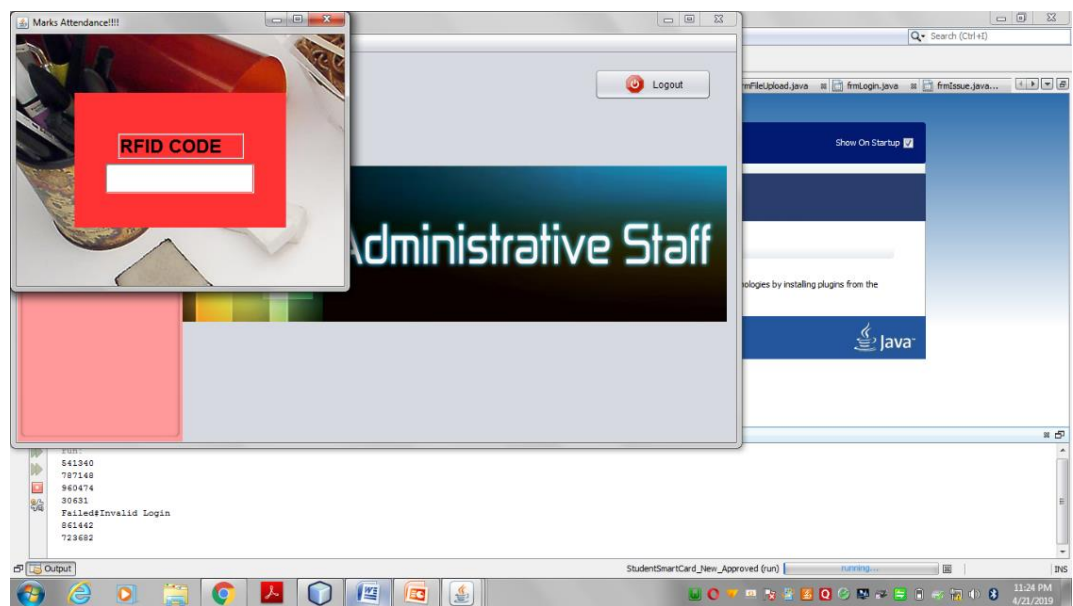 Marks Attendance!!!!
Search (Ctrl+I)
Logout
rmFileUpload.java
frmLogin.java
frmIssue.java...
RFID CODE
Show On Startup
Administrative Staff
nologies by installing plugins from the
Java
run:
541340
787148
960474
30631
Failed#Invalid Login
861442
723682
Output
StudentSmartCard_New_Approved (run)
running...
INS
11:24 PM
4/21/2019